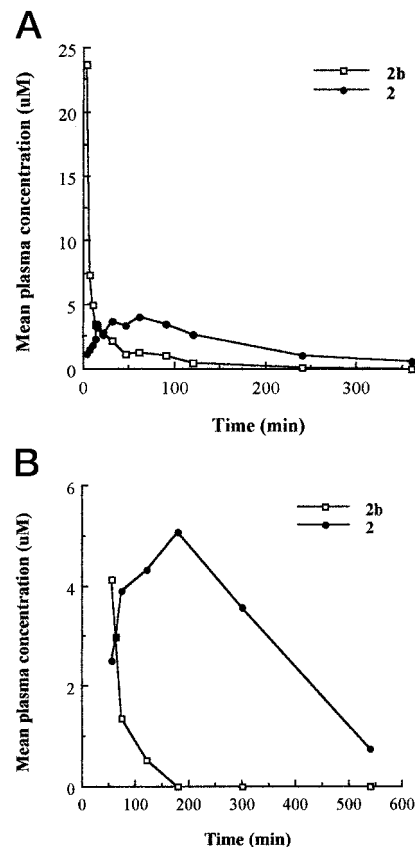 A
Mean plasma concentration (uM)
25
20
15
10
5
0
2b
2
0 100 200 300
Time (min)
B
Mean plasma concentration (uM)
6
4
2
0
2b
2
0 100 200 300 400 500 600
Time (min)